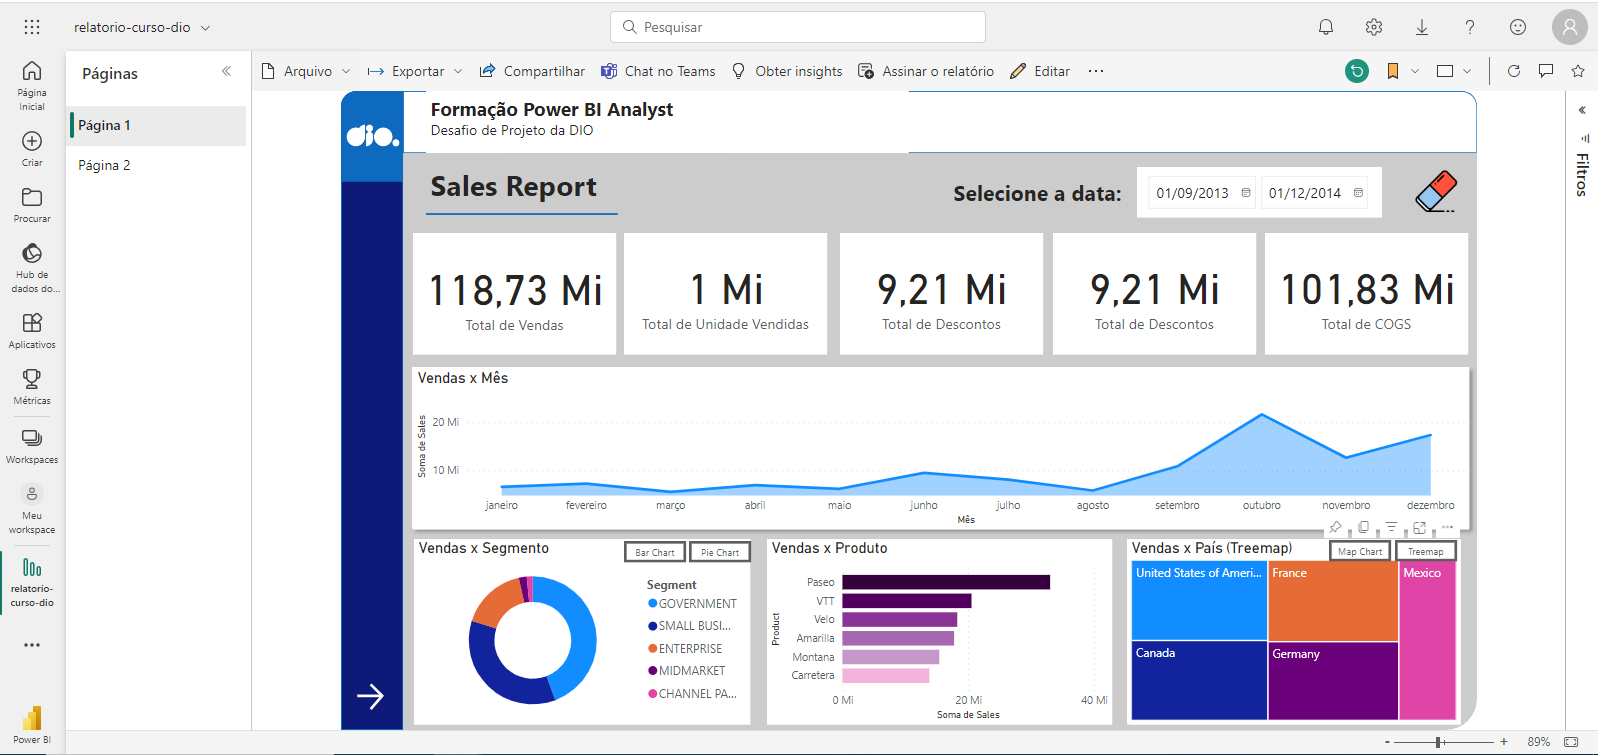 relatorio-curso-dio
Pesquisar
Páginas
Página 1
Página 2
Página
Inicial
Criar
Procurar
Hub de
dados do...
Aplicativos
Métricas
Workspaces
Meu
workspace
relatorio-
curso-dio
Power BI
Arquivo
Exportar
Compartilhar
Chat no Teams
Obter insights
Assinar o relatório
Editar
Filtros
dio.
Formação Power BI Analyst
Desafio de Projeto da DIO
Sales Report
Selecione a data:
01/09/2013
01/12/2014
118,73 Mi
Total de Vendas
1 Mi
Total de Unidade Vendidas
9,21 Mi
Total de Descontos
9,21 Mi
Total de Descontos
101,83 Mi
Total de COGS
Vendas x Mês
Soma de Sales
20 Mi
10 Mi
janeiro fevereiro março abril maio junho julho agosto setembro outubro novembro dezembro
Mês
Vendas x Segmento
Bar Chart
Pie Chart
Segment
GOVERNMENT
SMALL BUSI...
ENTERPRISE
MIDMARKET
CHANNEL PA...
Vendas x Produto
Product
Paseo
VTT
Velo
Amarilla
Montana
Carretera
0 Mi 20 Mi 40 Mi
Soma de Sales
Vendas x País (Treemap)
Map Chart
Treemap
United States of Ameri...
France
Mexico
Canada
Germany
- + 89%